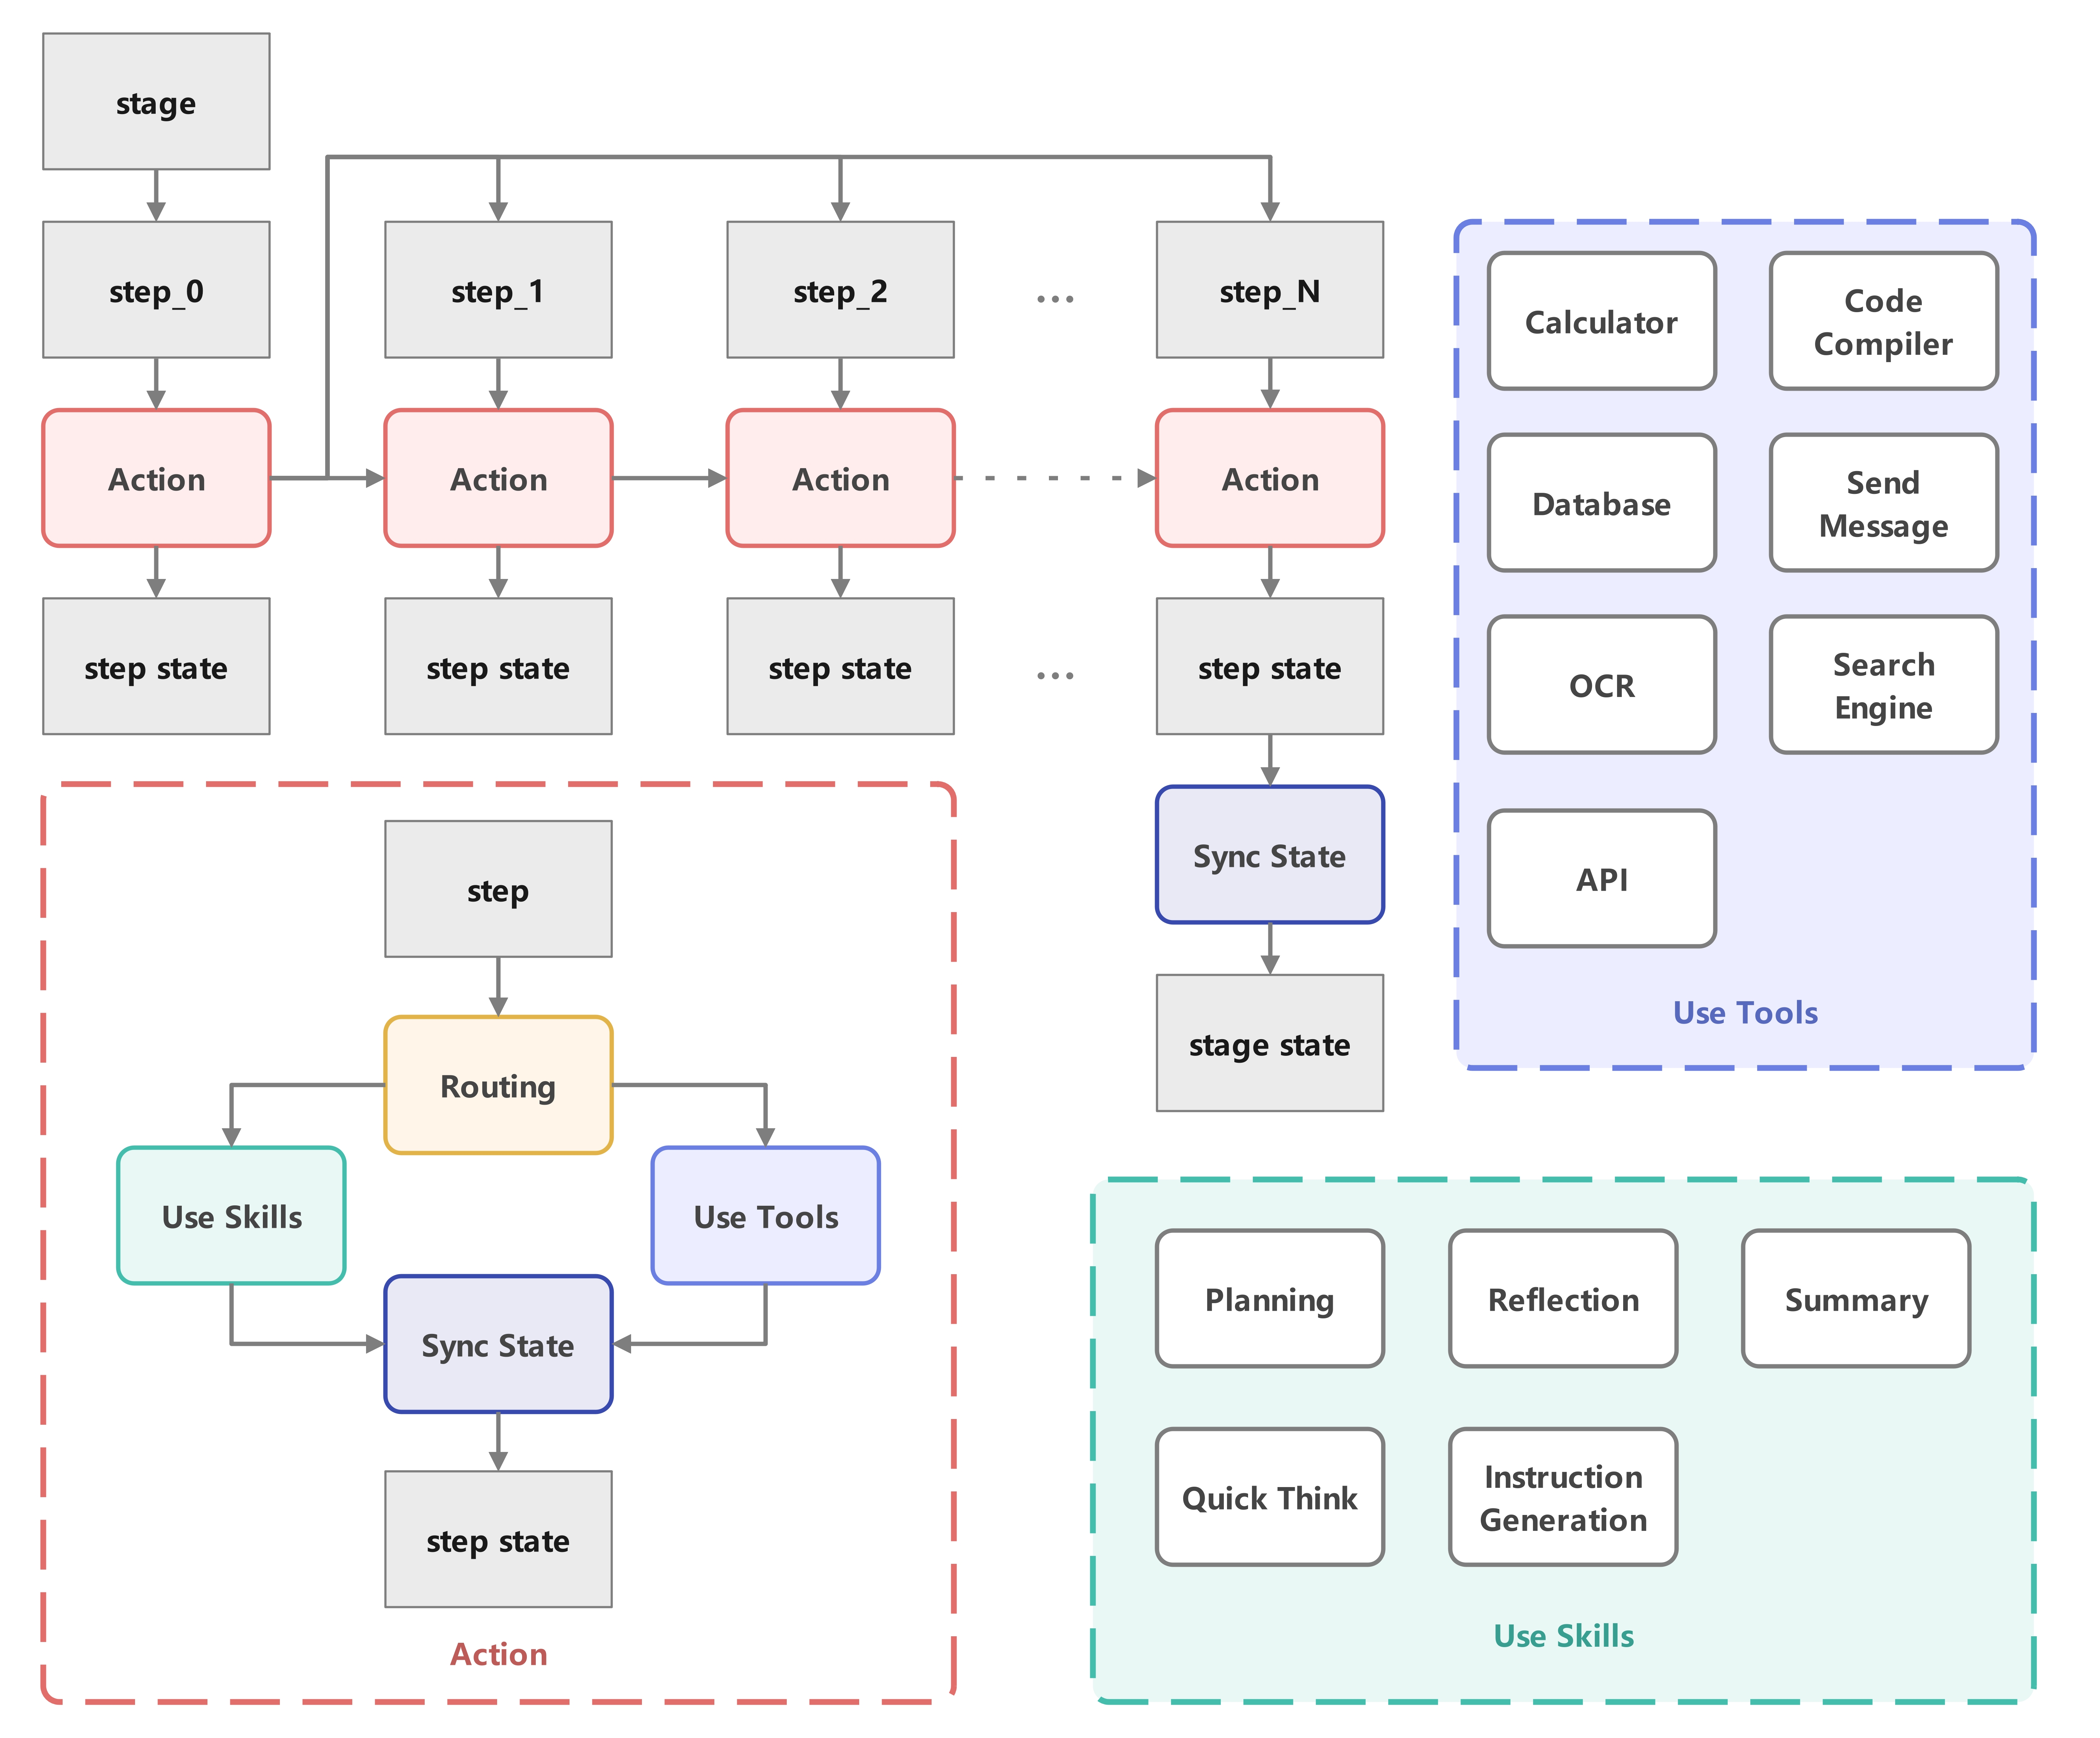 stage
step_0
step_1
step_2
...
step_N
Action
Action
Action
Action
step state
step state
step state
...
step state
Sync State
stage state
Calculator
Code
Compiler
Database
Send
Message
OCR
Search
Engine
API
Use Tools
step
Routing
Use Skills
Use Tools
Sync State
step state
Action
Planning
Reflection
Summary
Quick Think
Instruction
Generation
Use Skills